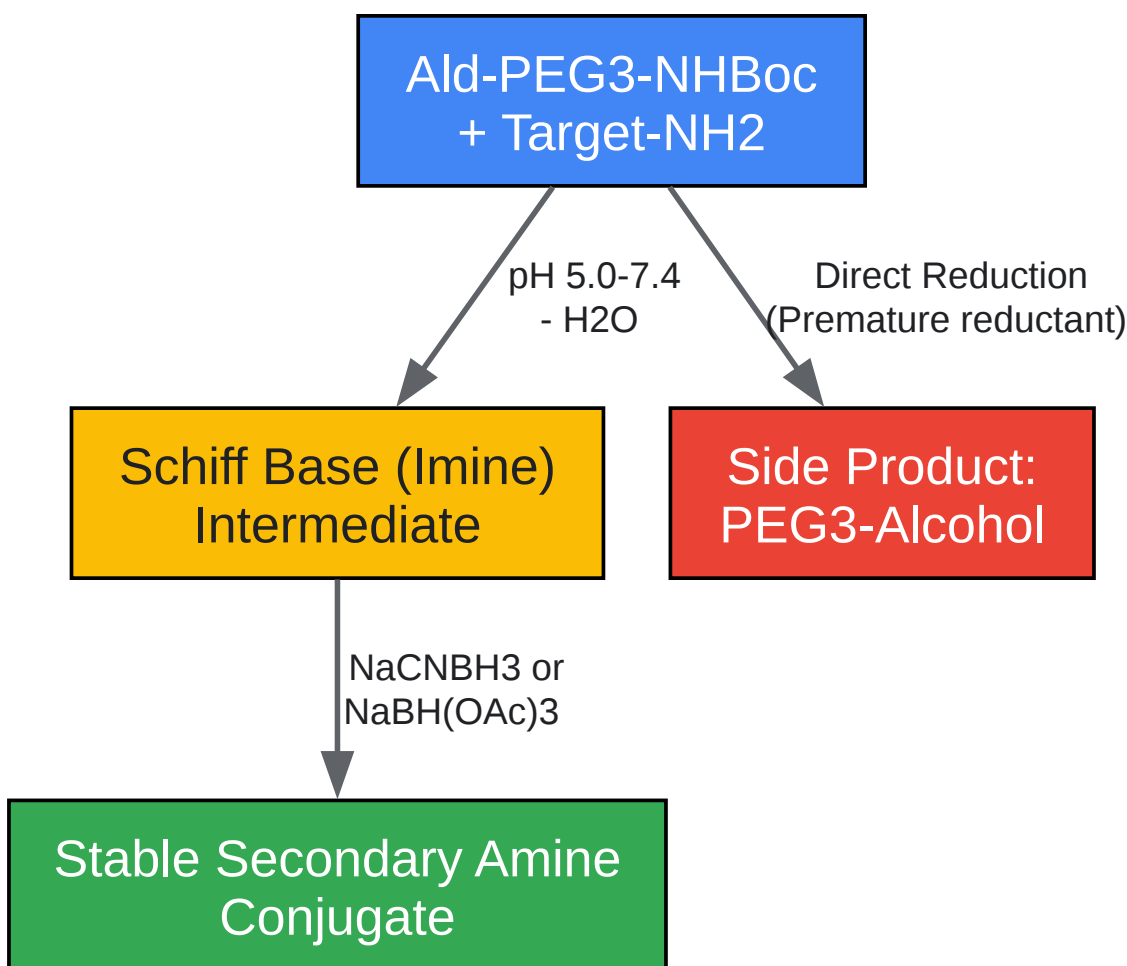 Ald-PEG3-NHBoc
+ Target-NH2
pH 5.0-7.4
- H2O
Direct Reduction
(Premature reductant)
Schiff Base (Imine)
Intermediate
Side Product:
PEG3-Alcohol
NaCNBH3 or
NaBH(OAc)3
Stable Secondary Amine
Conjugate